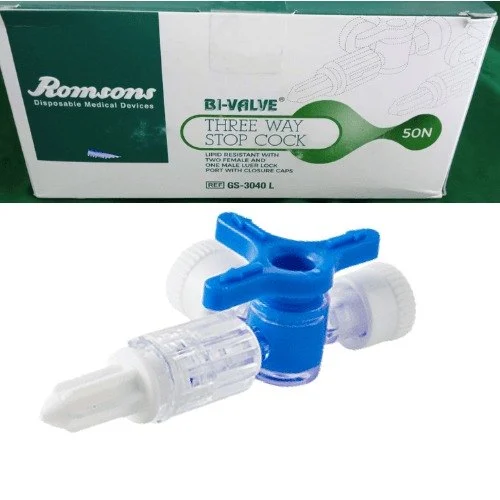 Romsons
Disposable Medical Devices
BI-VALVE®
THREE WAY
STOP COCK
50N
LIPID RESISTANT WITH
TWO FEMALE AND
ONE MALE LUER LOCK
PORT WITH CLOSURE CAPS
REF GS-3040 L